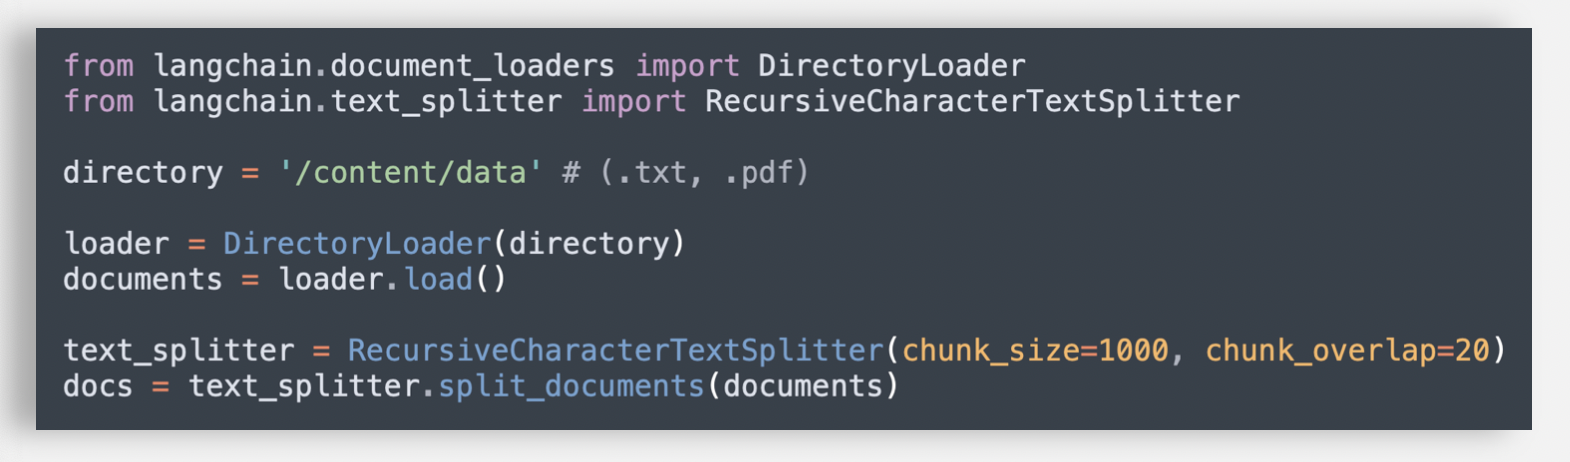 from langchain.document_loaders import DirectoryLoader
from langchain.text_splitter import RecursiveCharacterTextSplitter
directory = '/content/data' # (.txt, .pdf)
loader = DirectoryLoader(directory)
documents = loader.load()
text_splitter = RecursiveCharacterTextSplitter(chunk_size=1000, chunk_overlap=20)
docs = text_splitter.split_documents(documents)